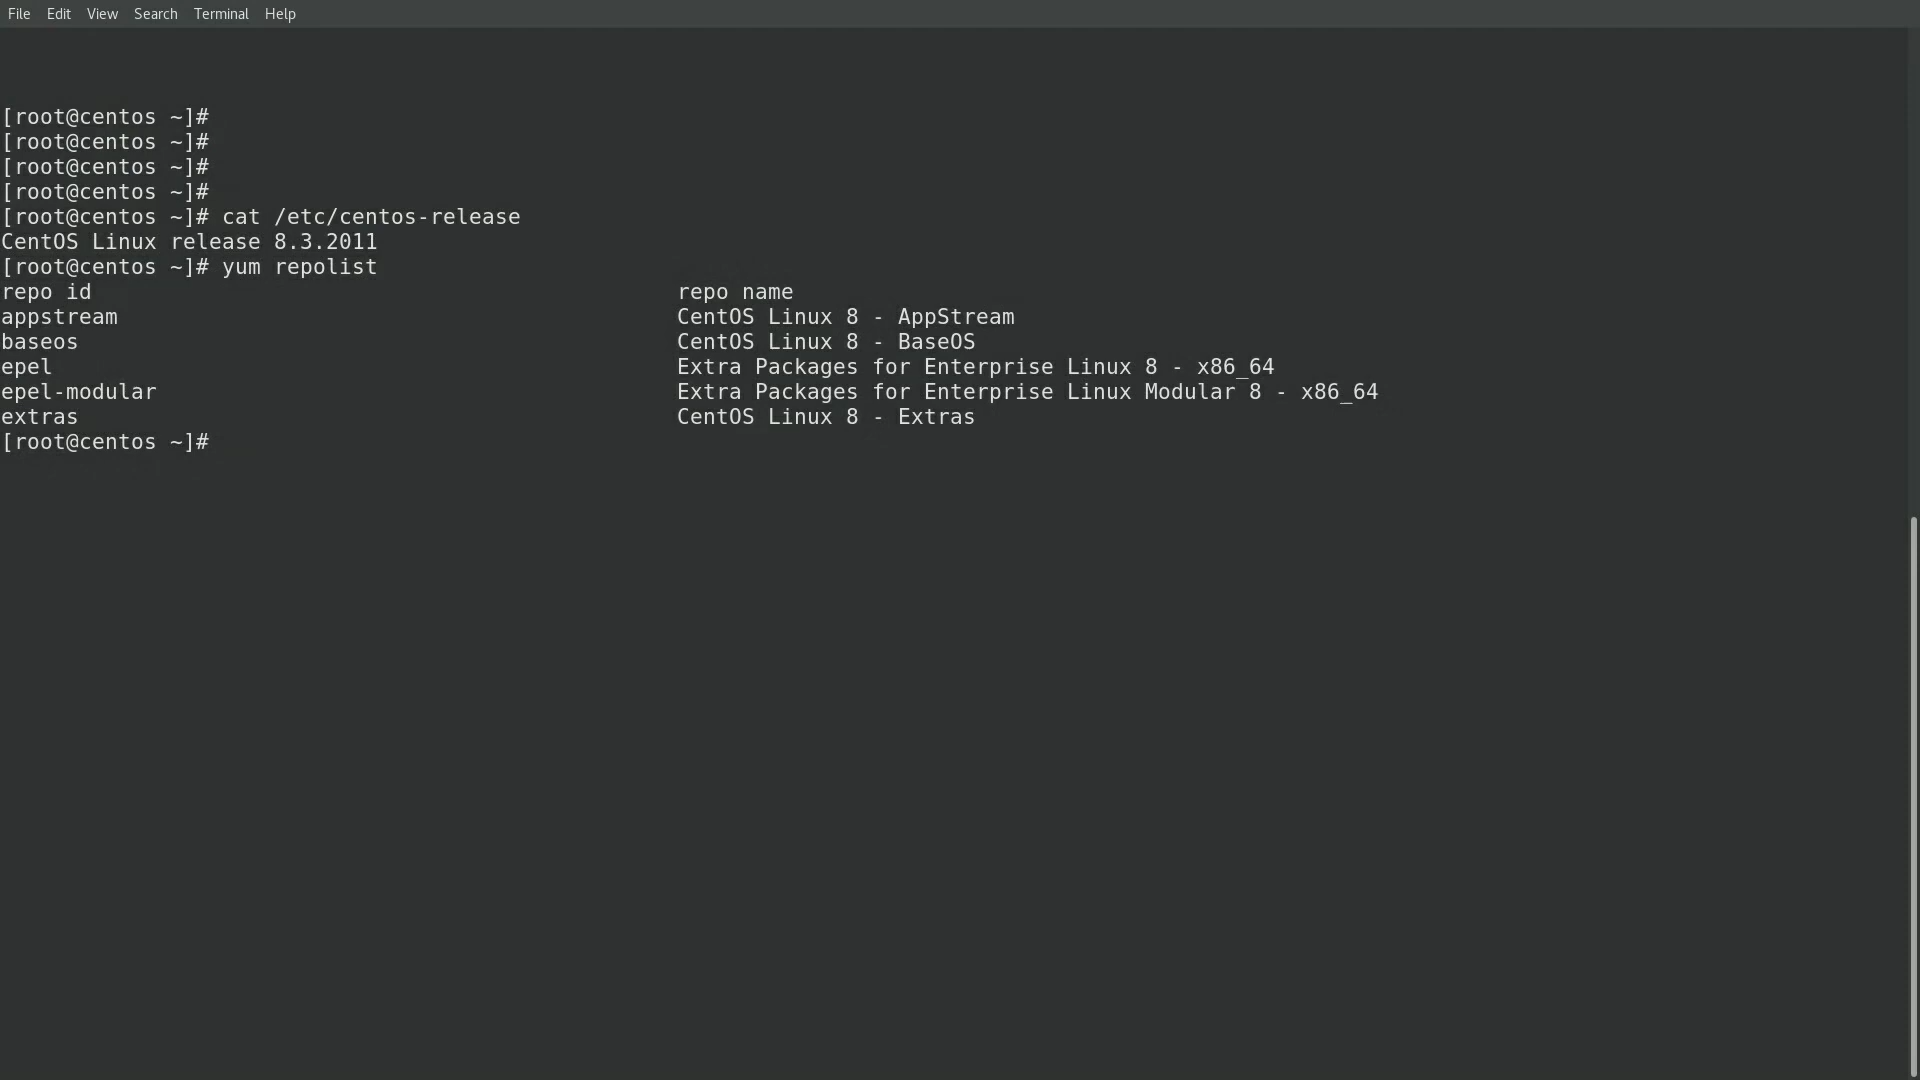 File Edit View Search Terminal Help
[root@centos ~]#
[root@centos ~]#
[root@centos ~]#
[root@centos ~]#
[root@centos ~]# cat /etc/centos-release
CentOS Linux release 8.3.2011
[root@centos ~]# yum repolist
repo id repo name
appstream CentOS Linux 8 - AppStream
baseos CentOS Linux 8 - BaseOS
epel Extra Packages for Enterprise Linux 8 - x86_64
epel-modular Extra Packages for Enterprise Linux Modular 8 - x86_64
extras CentOS Linux 8 - Extras
[root@centos ~]#